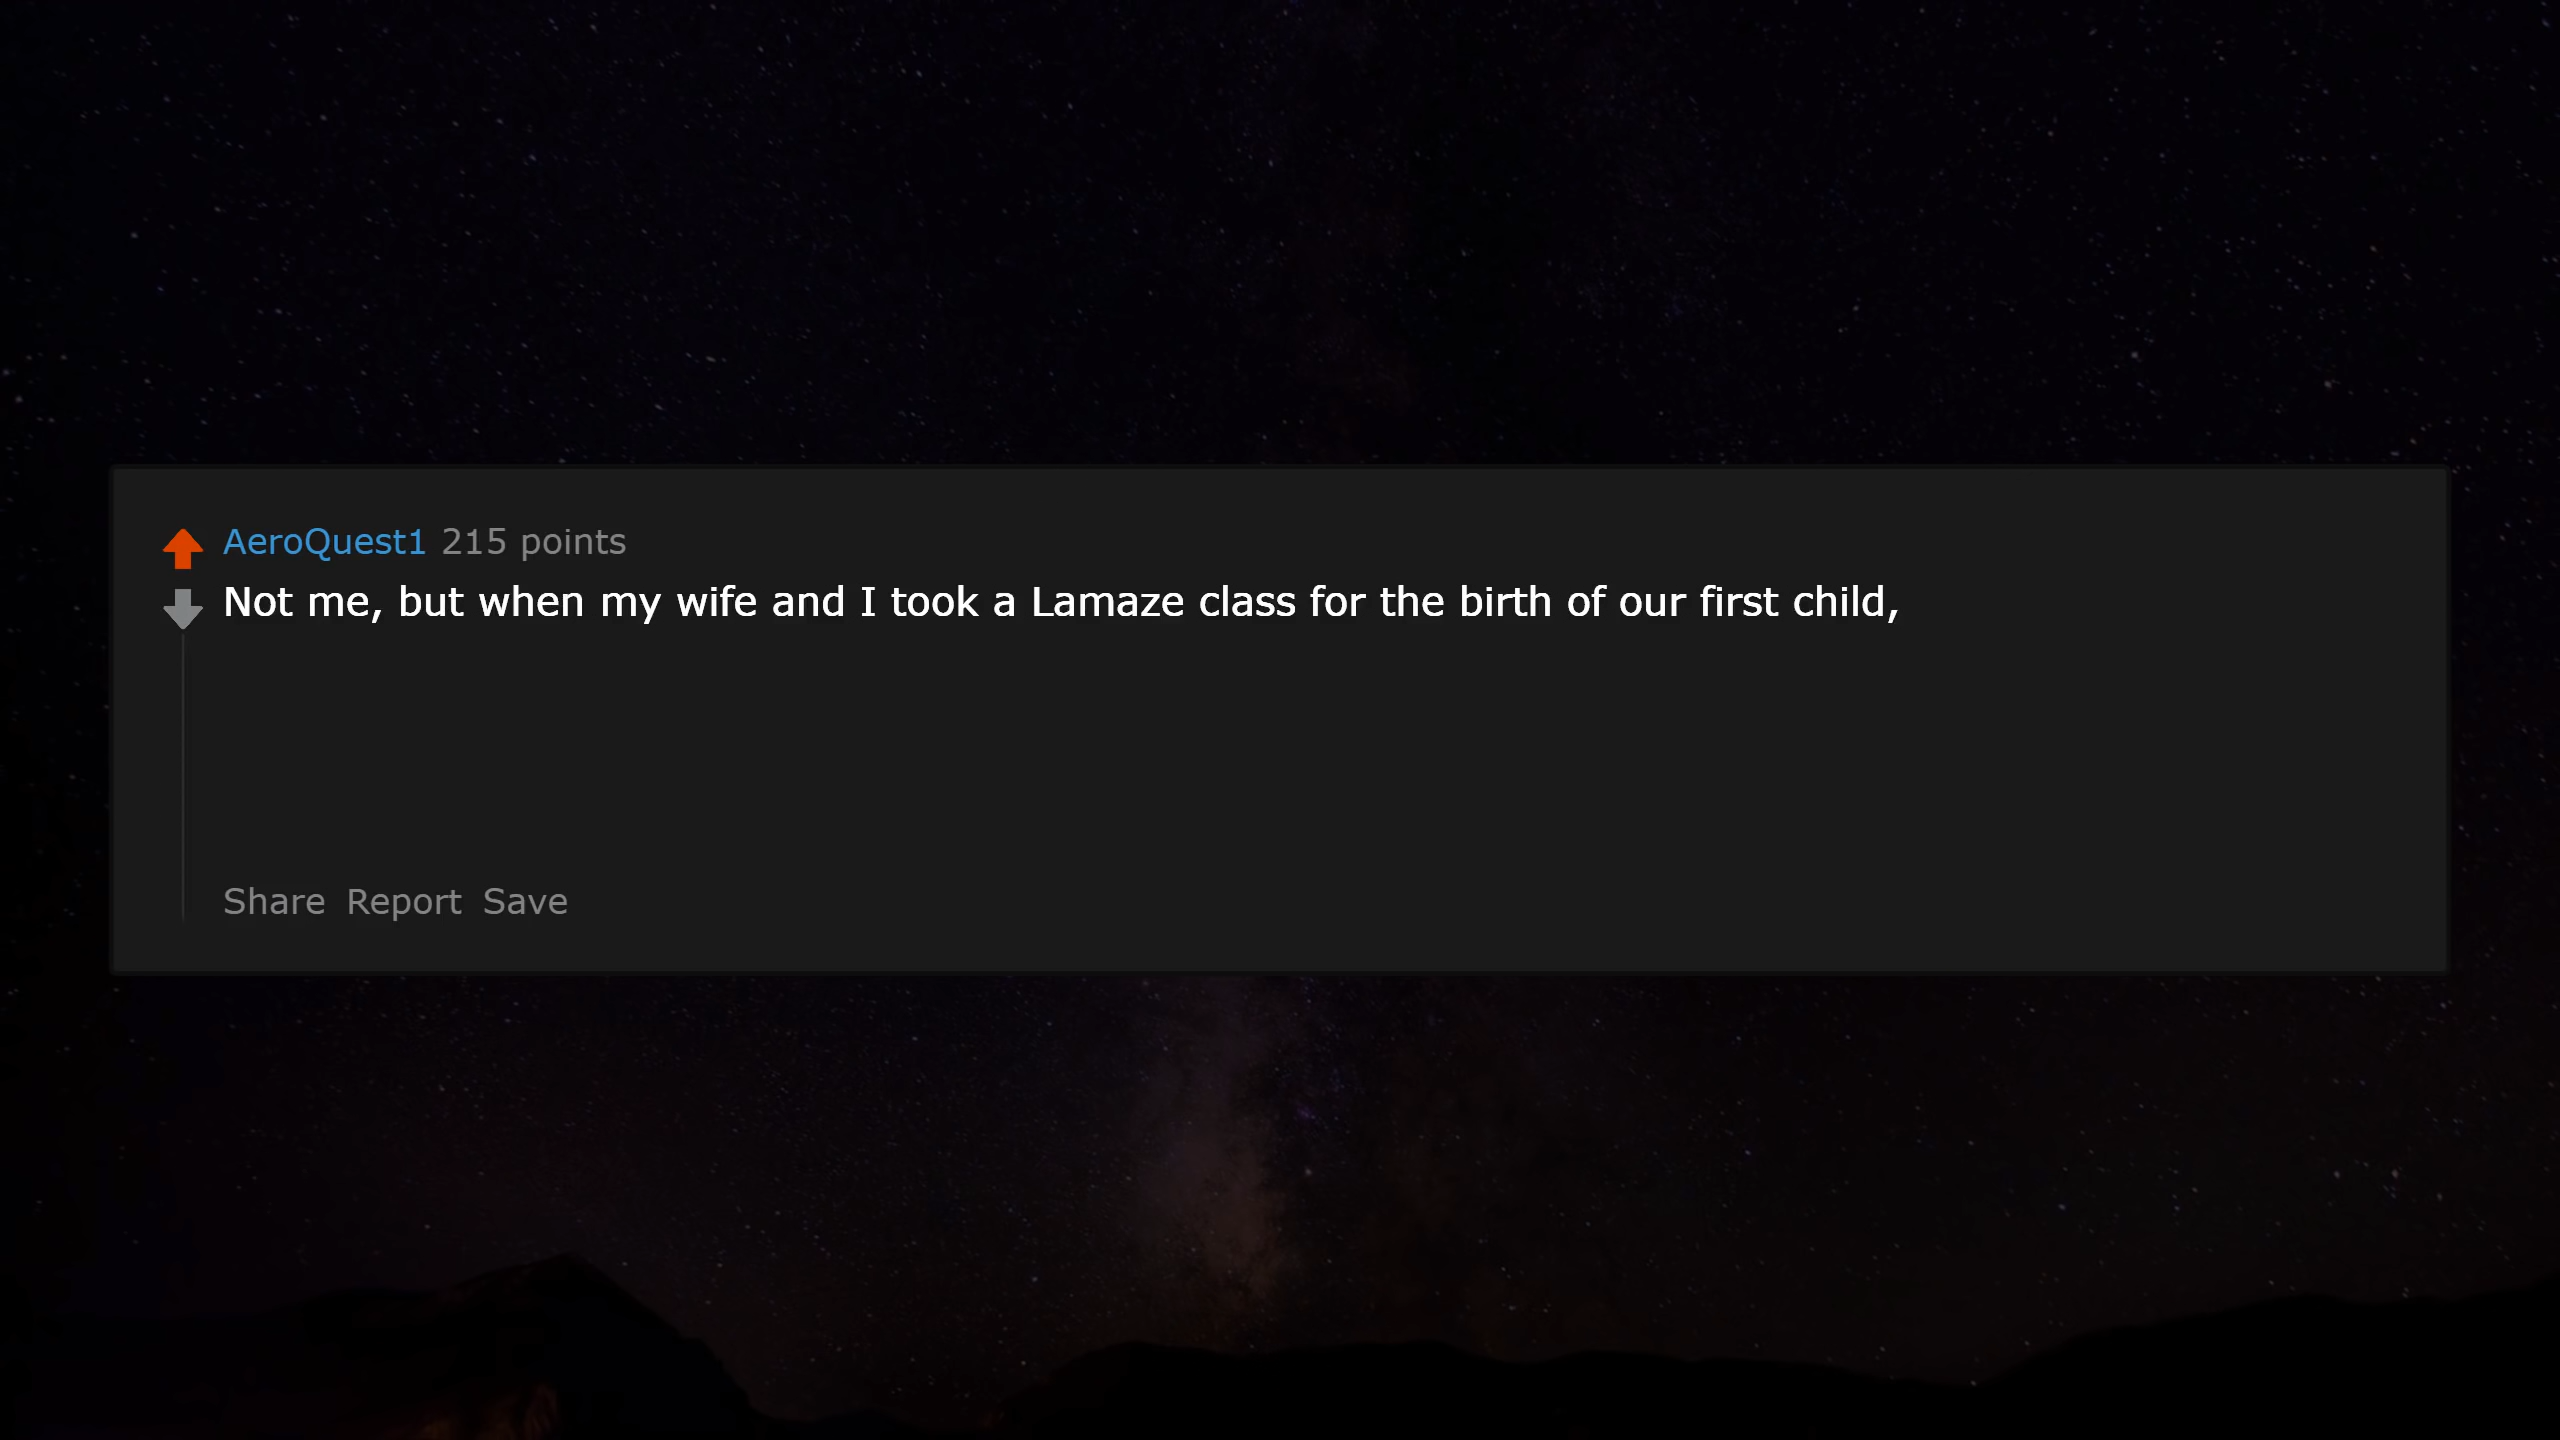 AeroQuest1 215 points
Not me, but when my wife and I took a Lamaze class for the birth of our first child,
Share Report Save